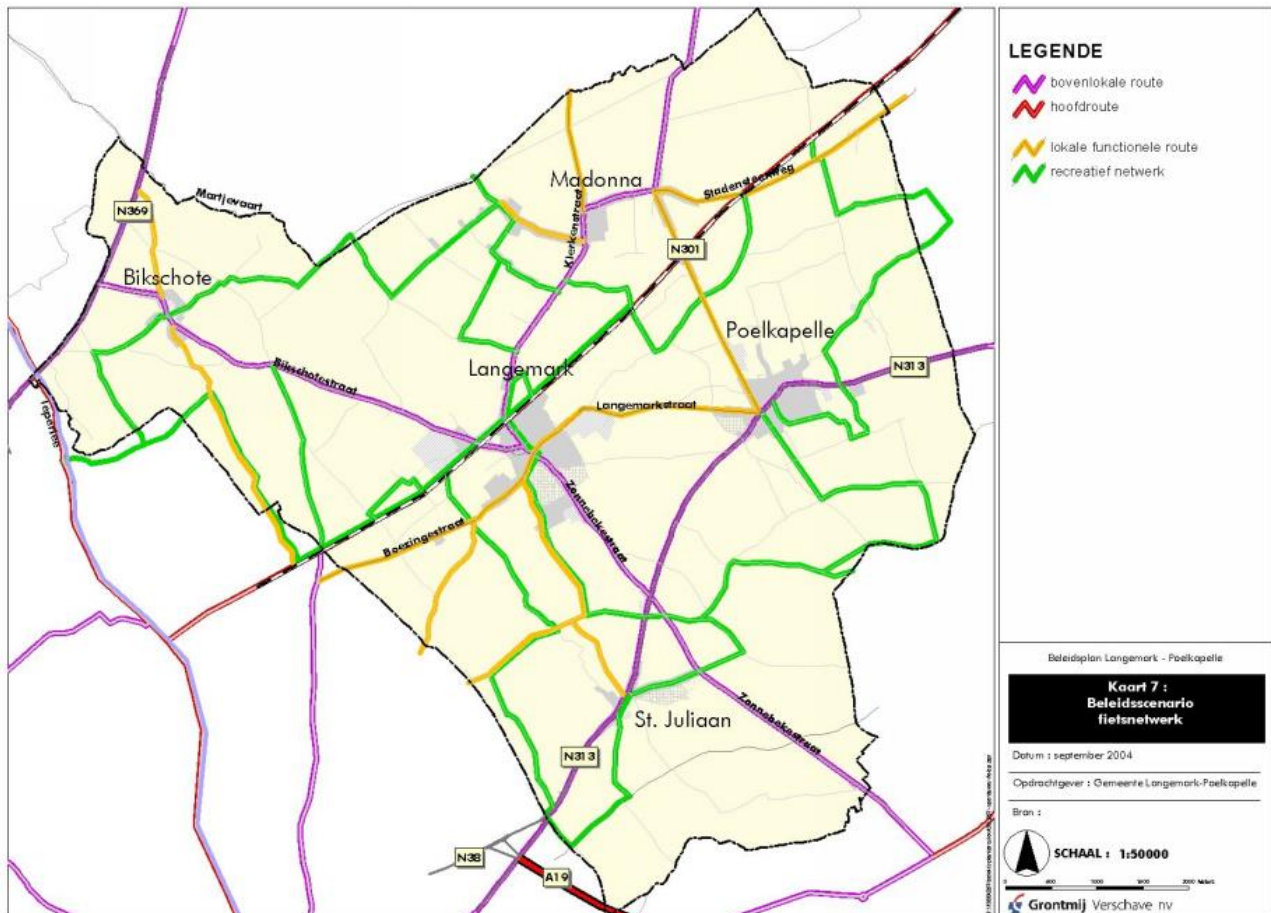 LEGENDE
bovenlokale route
hoofdroute
lokale functionele route
recreatief netwerk
Madonna
Martjevaart
Stadensteenweg
N369
Klerkenstraat
N301
Bikschote
Poelkapelle
Langemark
N313
Bikschotestraat
Langemarkstraat
Ieperlee
Zonnebekestraat
Boezingestraat
St. Juliaan
Zonnebekestraat
N313
N38
A19
Beleidsplan Langemark - Poelkapelle
Kaart 7 :
Beleidsscenario
fietsnetwerk
Datum : september 2004
Opdrachtgever : Gemeente Langemark-Poelkapelle
Bron :
SCHAAL : 1:50000
Grontmij Verschave nv